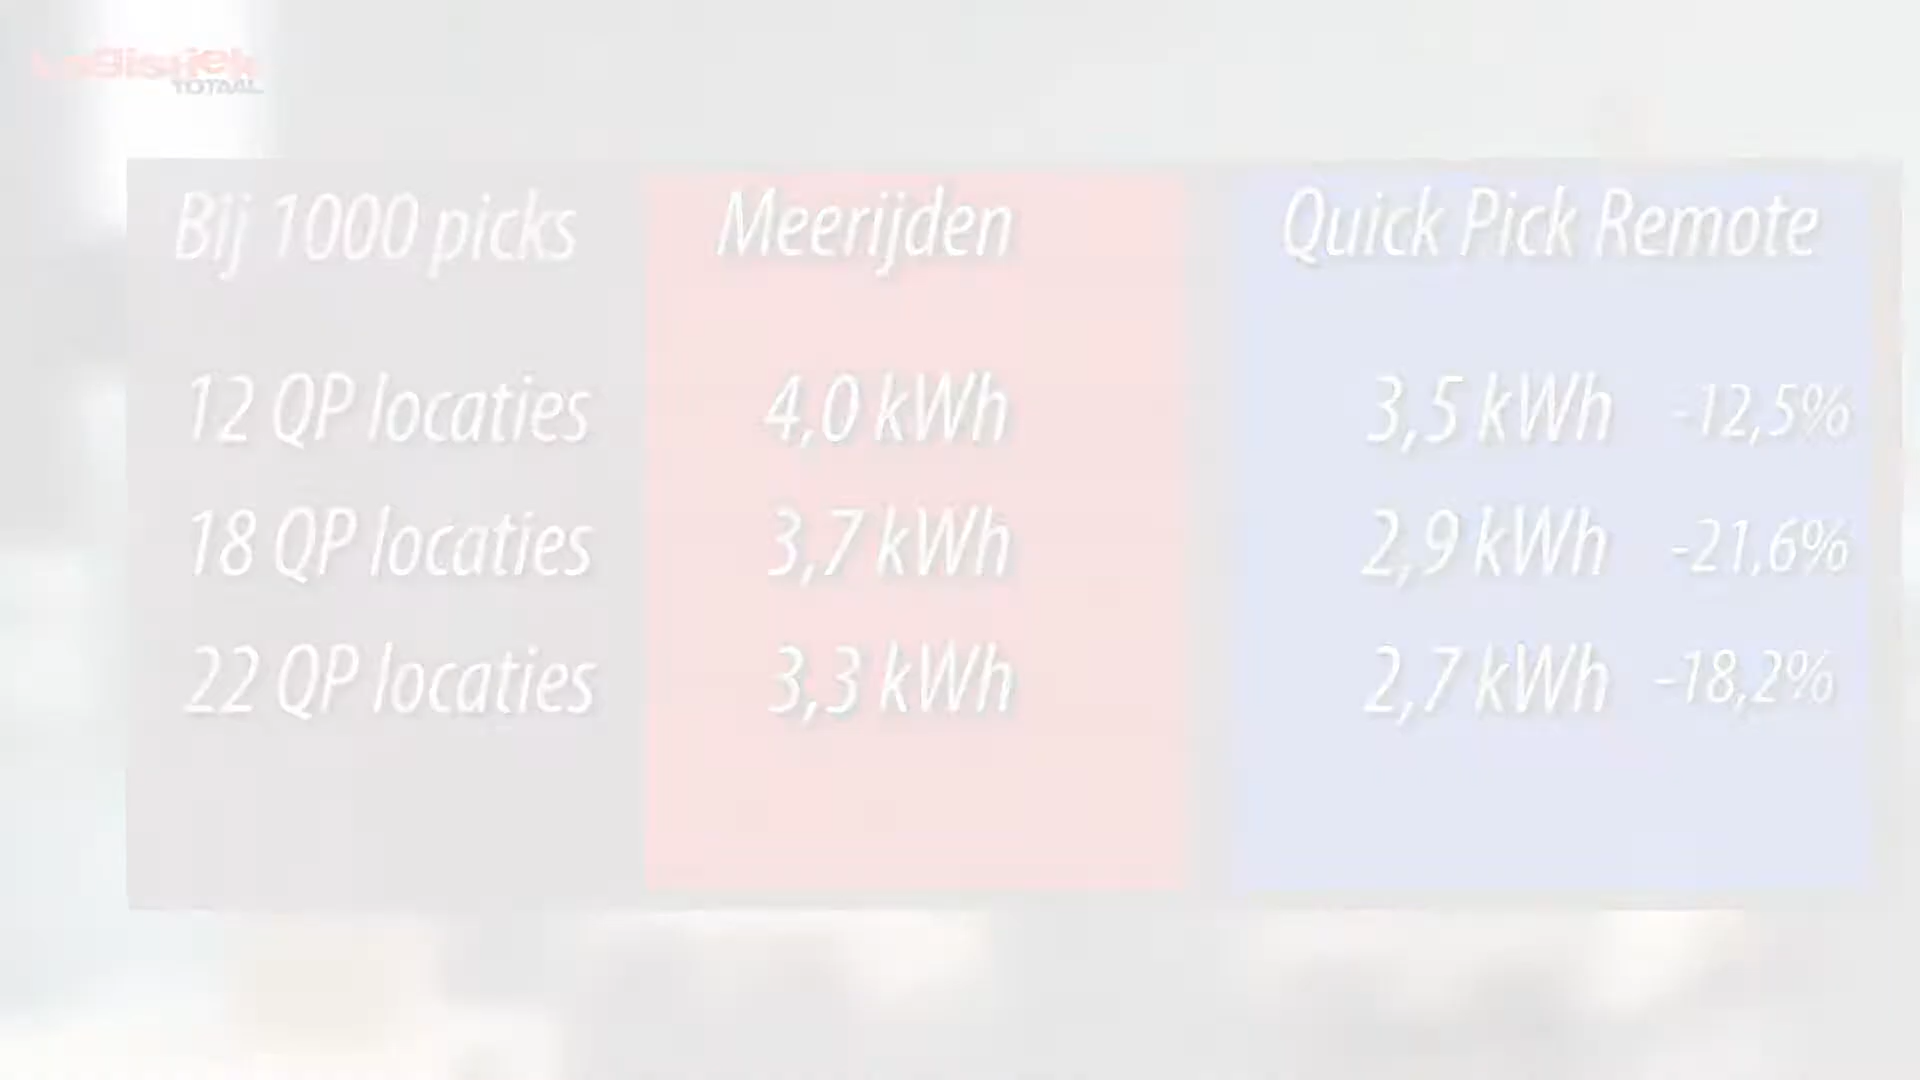 Logistiek
TOTAAL
Bij 1000 picks Meerijden Quick Pick Remote
12 QP locaties 4,0 kWh 3,5 kWh -12,5%
18 QP locaties 3,7 kWh 2,9 kWh -21,6%
22 QP locaties 3,3 kWh 2,7 kWh -18,2%